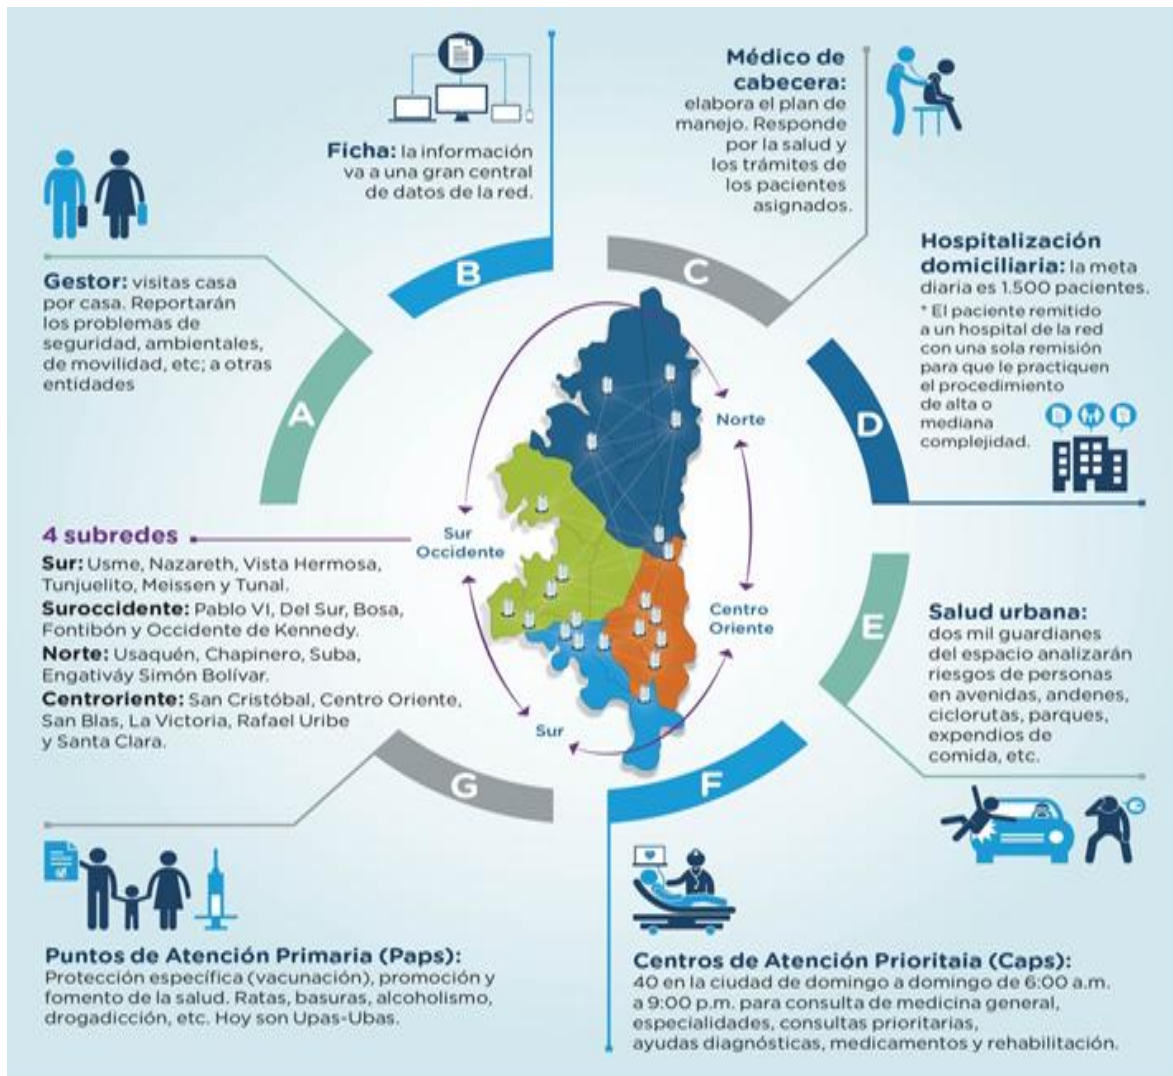 Ficha: la información
va a una gran central
de datos de la red.
Médico de
cabecera:
elabora el plan de
manejo. Responde
por la salud y
los trámites de
los pacientes
asignados.
Gestor: visitas casa
por casa. Reportarán
los problemas de
seguridad, ambientales,
de movilidad, etc; a otras
entidades
B
C
Hospitalización
domiciliaria: la meta
diaria es 1.500 pacientes.
* El paciente remitido
a un hospital de la red
con una sola remisión
para que le practiquen
el procedimiento
de alta o
mediana
complejidad.
A
D
Norte
Sur
Occidente
Centro
Oriente
Sur
4 subredes
Sur: Usme, Nazareth, Vista Hermosa,
Tunjuelito, Meissen y Tunal.
Suroccidente: Pablo VI, Del Sur, Bosa,
Fontibón y Occidente de Kennedy.
Norte: Usaquén, Chapinero, Suba,
Engativáy Simón Bolívar.
Centroriente: San Cristóbal, Centro Oriente,
San Blas, La Victoria, Rafael Uribe
y Santa Clara.
E
Salud urbana:
dos mil guardianes
del espacio analizarán
riesgos de personas
en avenidas, andenes,
ciclorutas, parques,
expendios de
comida, etc.
G
F
Puntos de Atención Primaria (Paps):
Protección específica (vacunación), promoción y
fomento de la salud. Ratas, basuras, alcoholismo,
drogadicción, etc. Hoy son Upas-Ubas.
Centros de Atención Prioritaia (Caps):
40 en la ciudad de domingo a domingo de 6:00 a.m.
a 9:00 p.m. para consulta de medicina general,
especialidades, consultas prioritarias,
ayudas diagnósticas, medicamentos y rehabilitación.